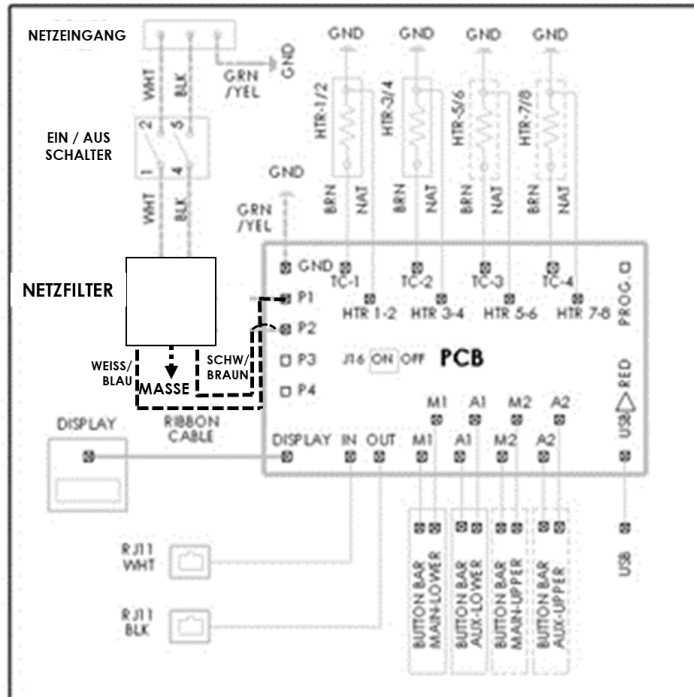 NETZEINGANG
GND
GND
GND
GND
GND
GRN
/YEL
WHT
BLK
HTR-1/2
HTR-3/4
HTR-5/6
HTR-7/8
EIN / AUS
SCHALTER
2
5
1
4
GND
BRN
NAT
BRN
NAT
BRN
NAT
BRN
NAT
WHT
BLK
GRN
/YEL
GND
TC-1
TC-2
TC-3
TC-4
PROG.
NETZFILTER
P1
HTR 1-2
HTR 3-4
HTR 5-6
HTR 7-8
P2
P3
J16 ON OFF
PCB
P4
WEISS/
BLAU
SCHW/
BRAUN
MASSE
RED
USB
M1
A1
M2
A2
DISPLAY
RIBBON
CABLE
DISPLAY
IN
OUT
M1
A1
M2
A2
RJ11
WHT
RJ11
BLK
BUTTON BAR
MAIN-LOWER
BUTTON BAR
AUX-LOWER
BUTTON BAR
MAIN-UPPER
BUTTON BAR
AUX-UPPER
USB